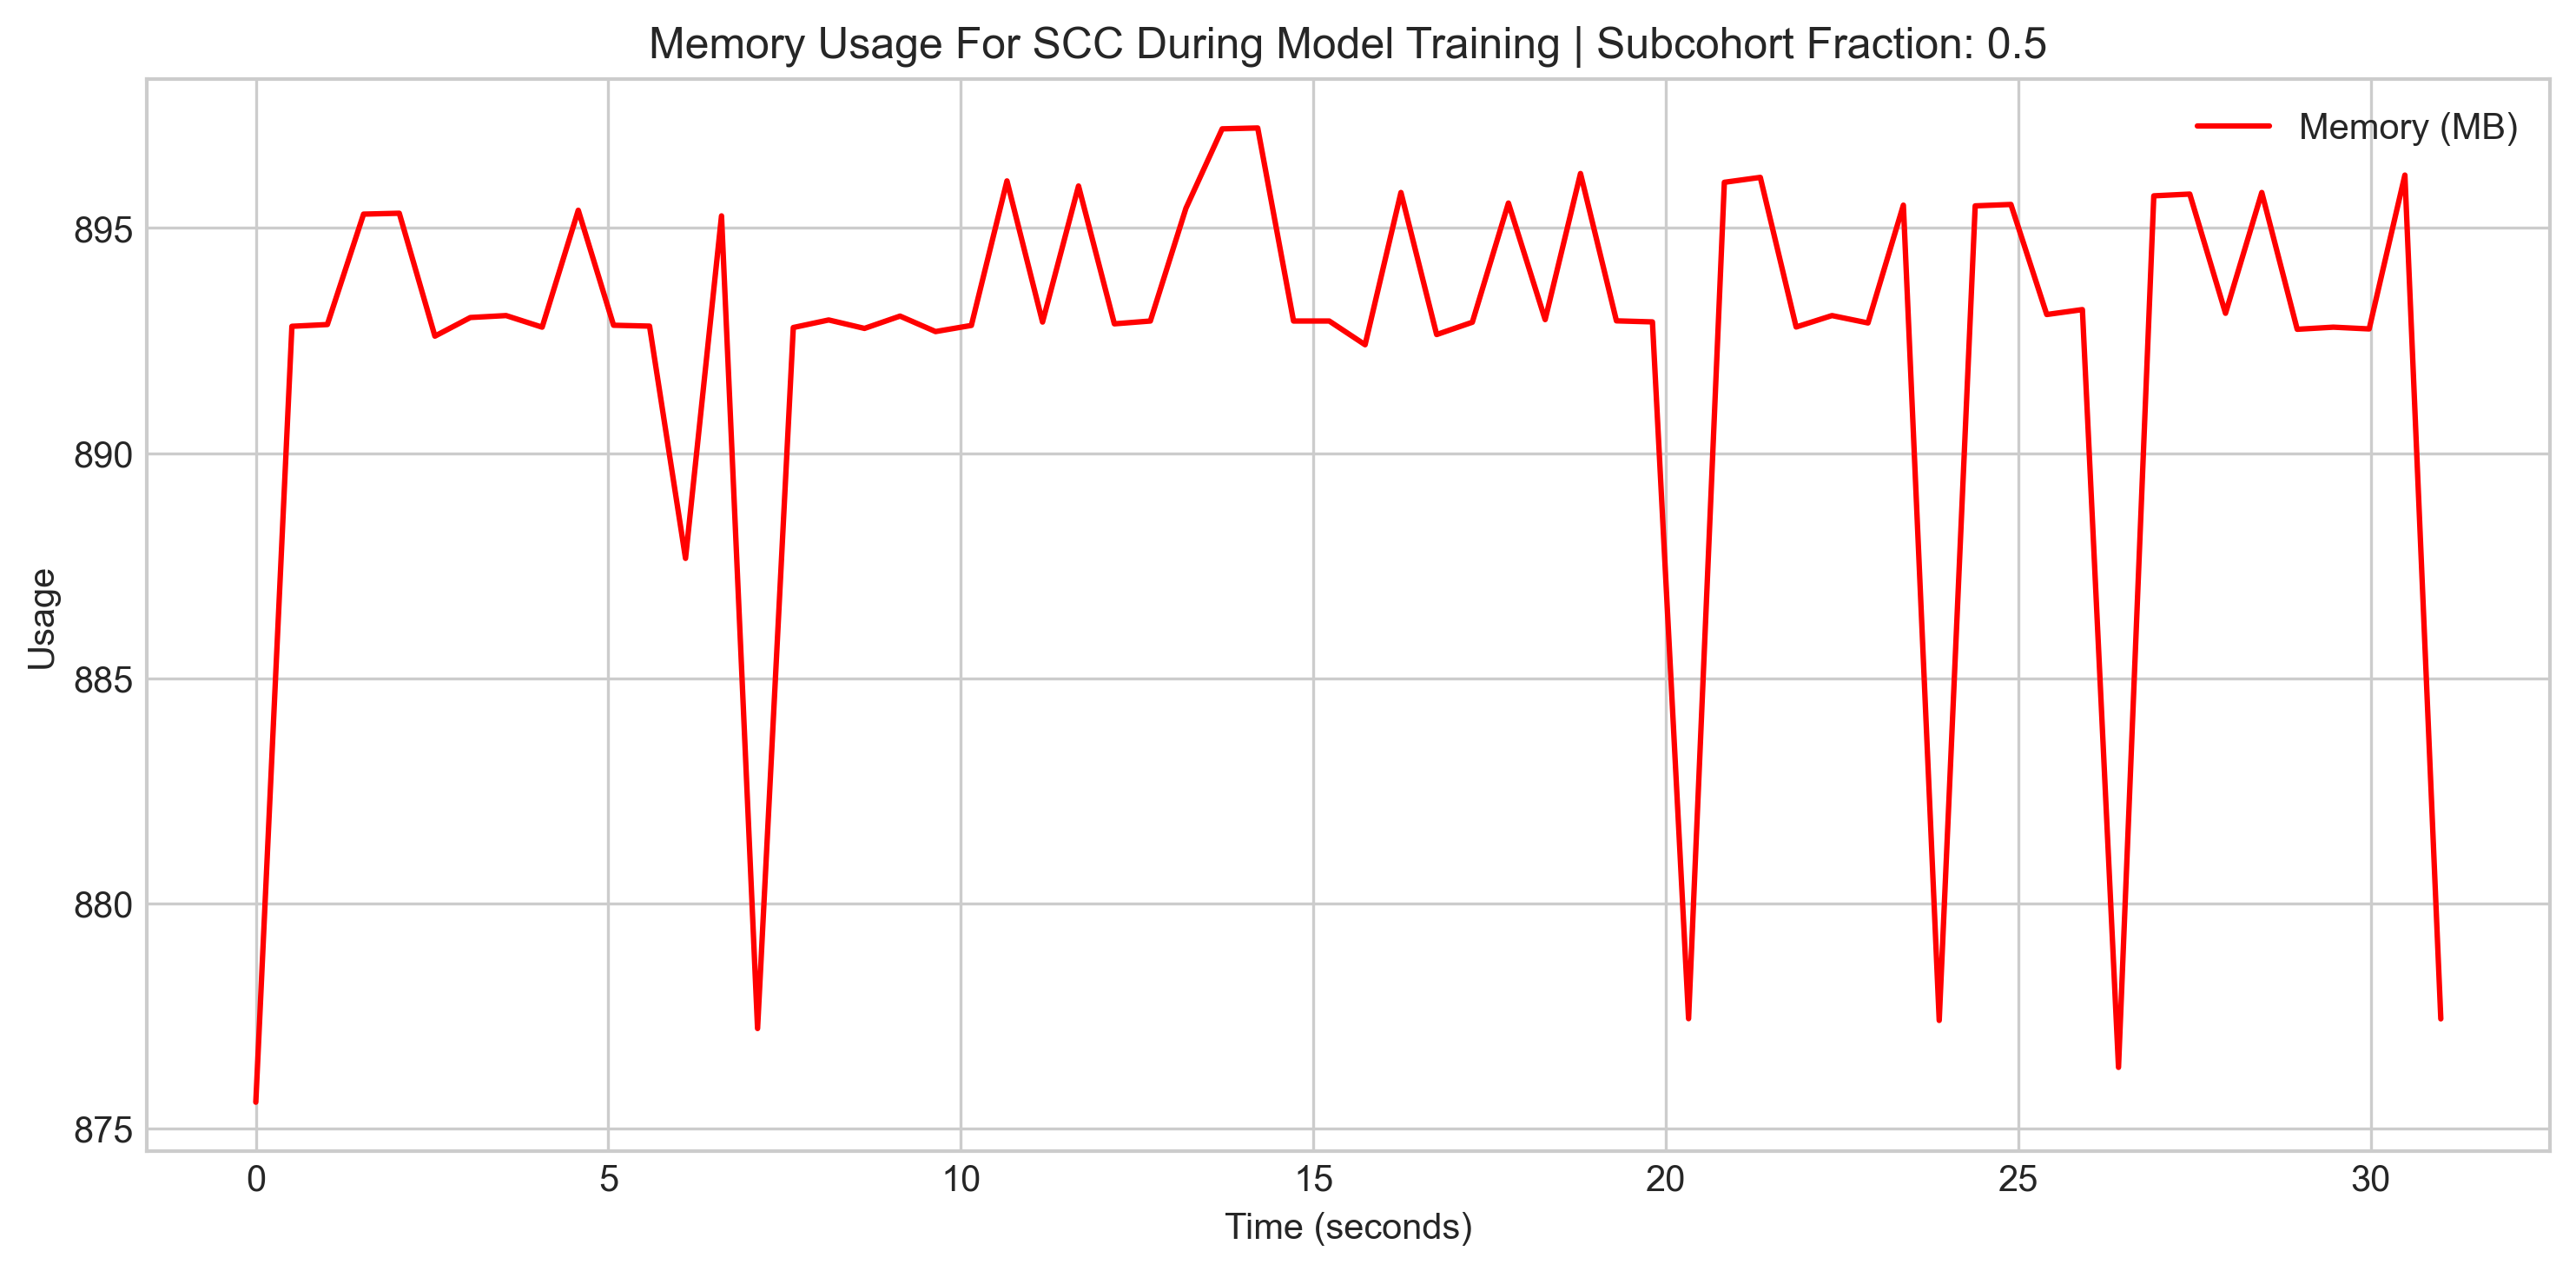 Memory Usage For SCC During Model Training | Subcohort Fraction: 0.5
Memory (MB)
895
890
885
880
875
Usage
0 5 10 15 20 25 30
Time (seconds)